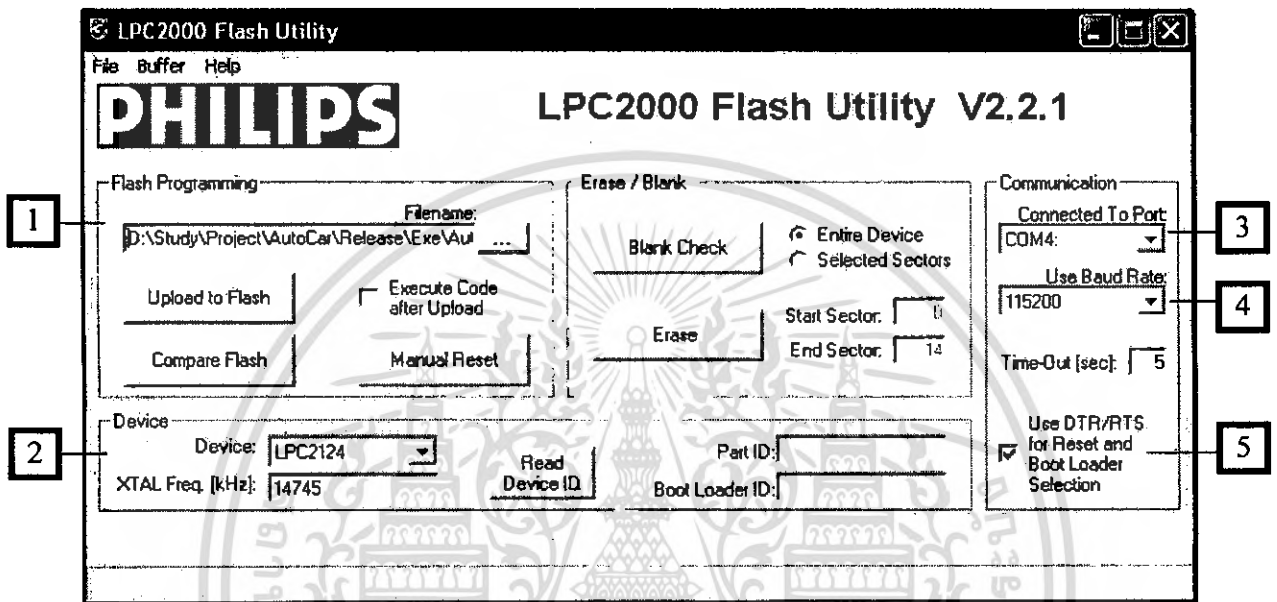 LPC2000 Flash Utility
File Buffer Help
PHILIPS
LPC2000 Flash Utility V2.2.1
Flash Programming
Filename:
D:\Study\Project\AutoCar\Release\Exe\Aut
...
Upload to Flash
Execute Code
after Upload
Compare Flash
Manual Reset
Erase / Blank
Blank Check
Entire Device
Selected Sectors
Erase
Start Sector: 0
End Sector: 14
Communication
Connected To Port:
COM4:
Use Baud Rate:
115200
Time-Out [sec]: 5
Use DTR/RTS
for Reset and
Boot Loader
Selection
Device
Device: LPC2124
XTAL Freq. [kHz]: 14745
Read
Device ID
Part ID:
Boot Loader ID:
1
2
3
4
5